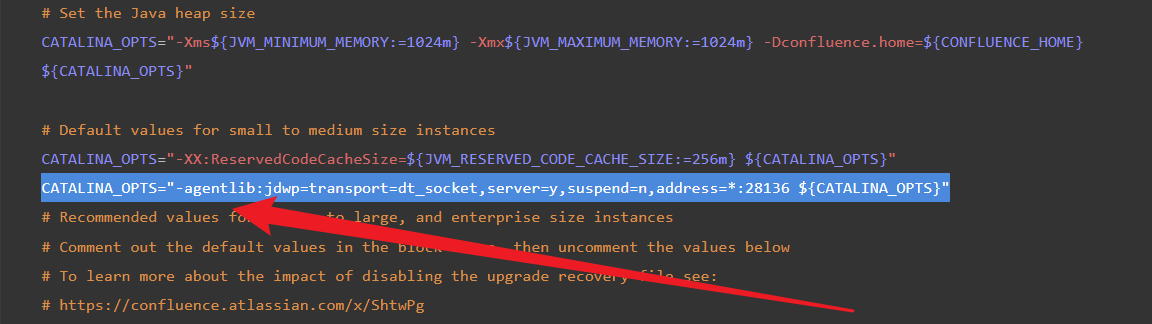 # Set the Java heap size
CATALINA_OPTS="-Xms${JVM_MINIMUM_MEMORY:=1024m} -Xmx${JVM_MAXIMUM_MEMORY:=1024m} -Dconfluence.home=${CONFLUENCE_HOME}
${CATALINA_OPTS}"
# Default values for small to medium size instances
CATALINA_OPTS="-XX:ReservedCodeCacheSize=${JVM_RESERVED_CODE_CACHE_SIZE:=256m} ${CATALINA_OPTS}"
CATALINA_OPTS="-agentlib:jdwp=transport=dt_socket,server=y,suspend=n,address=*:28136 ${CATALINA_OPTS}"
# Recommended values to large, and enterprise size instances
# Comment out the default values in the block then uncomment the values below
# To learn more about the impact of disabling the upgrade recovery file see:
# https://confluence.atlassian.com/x/ShtwPg